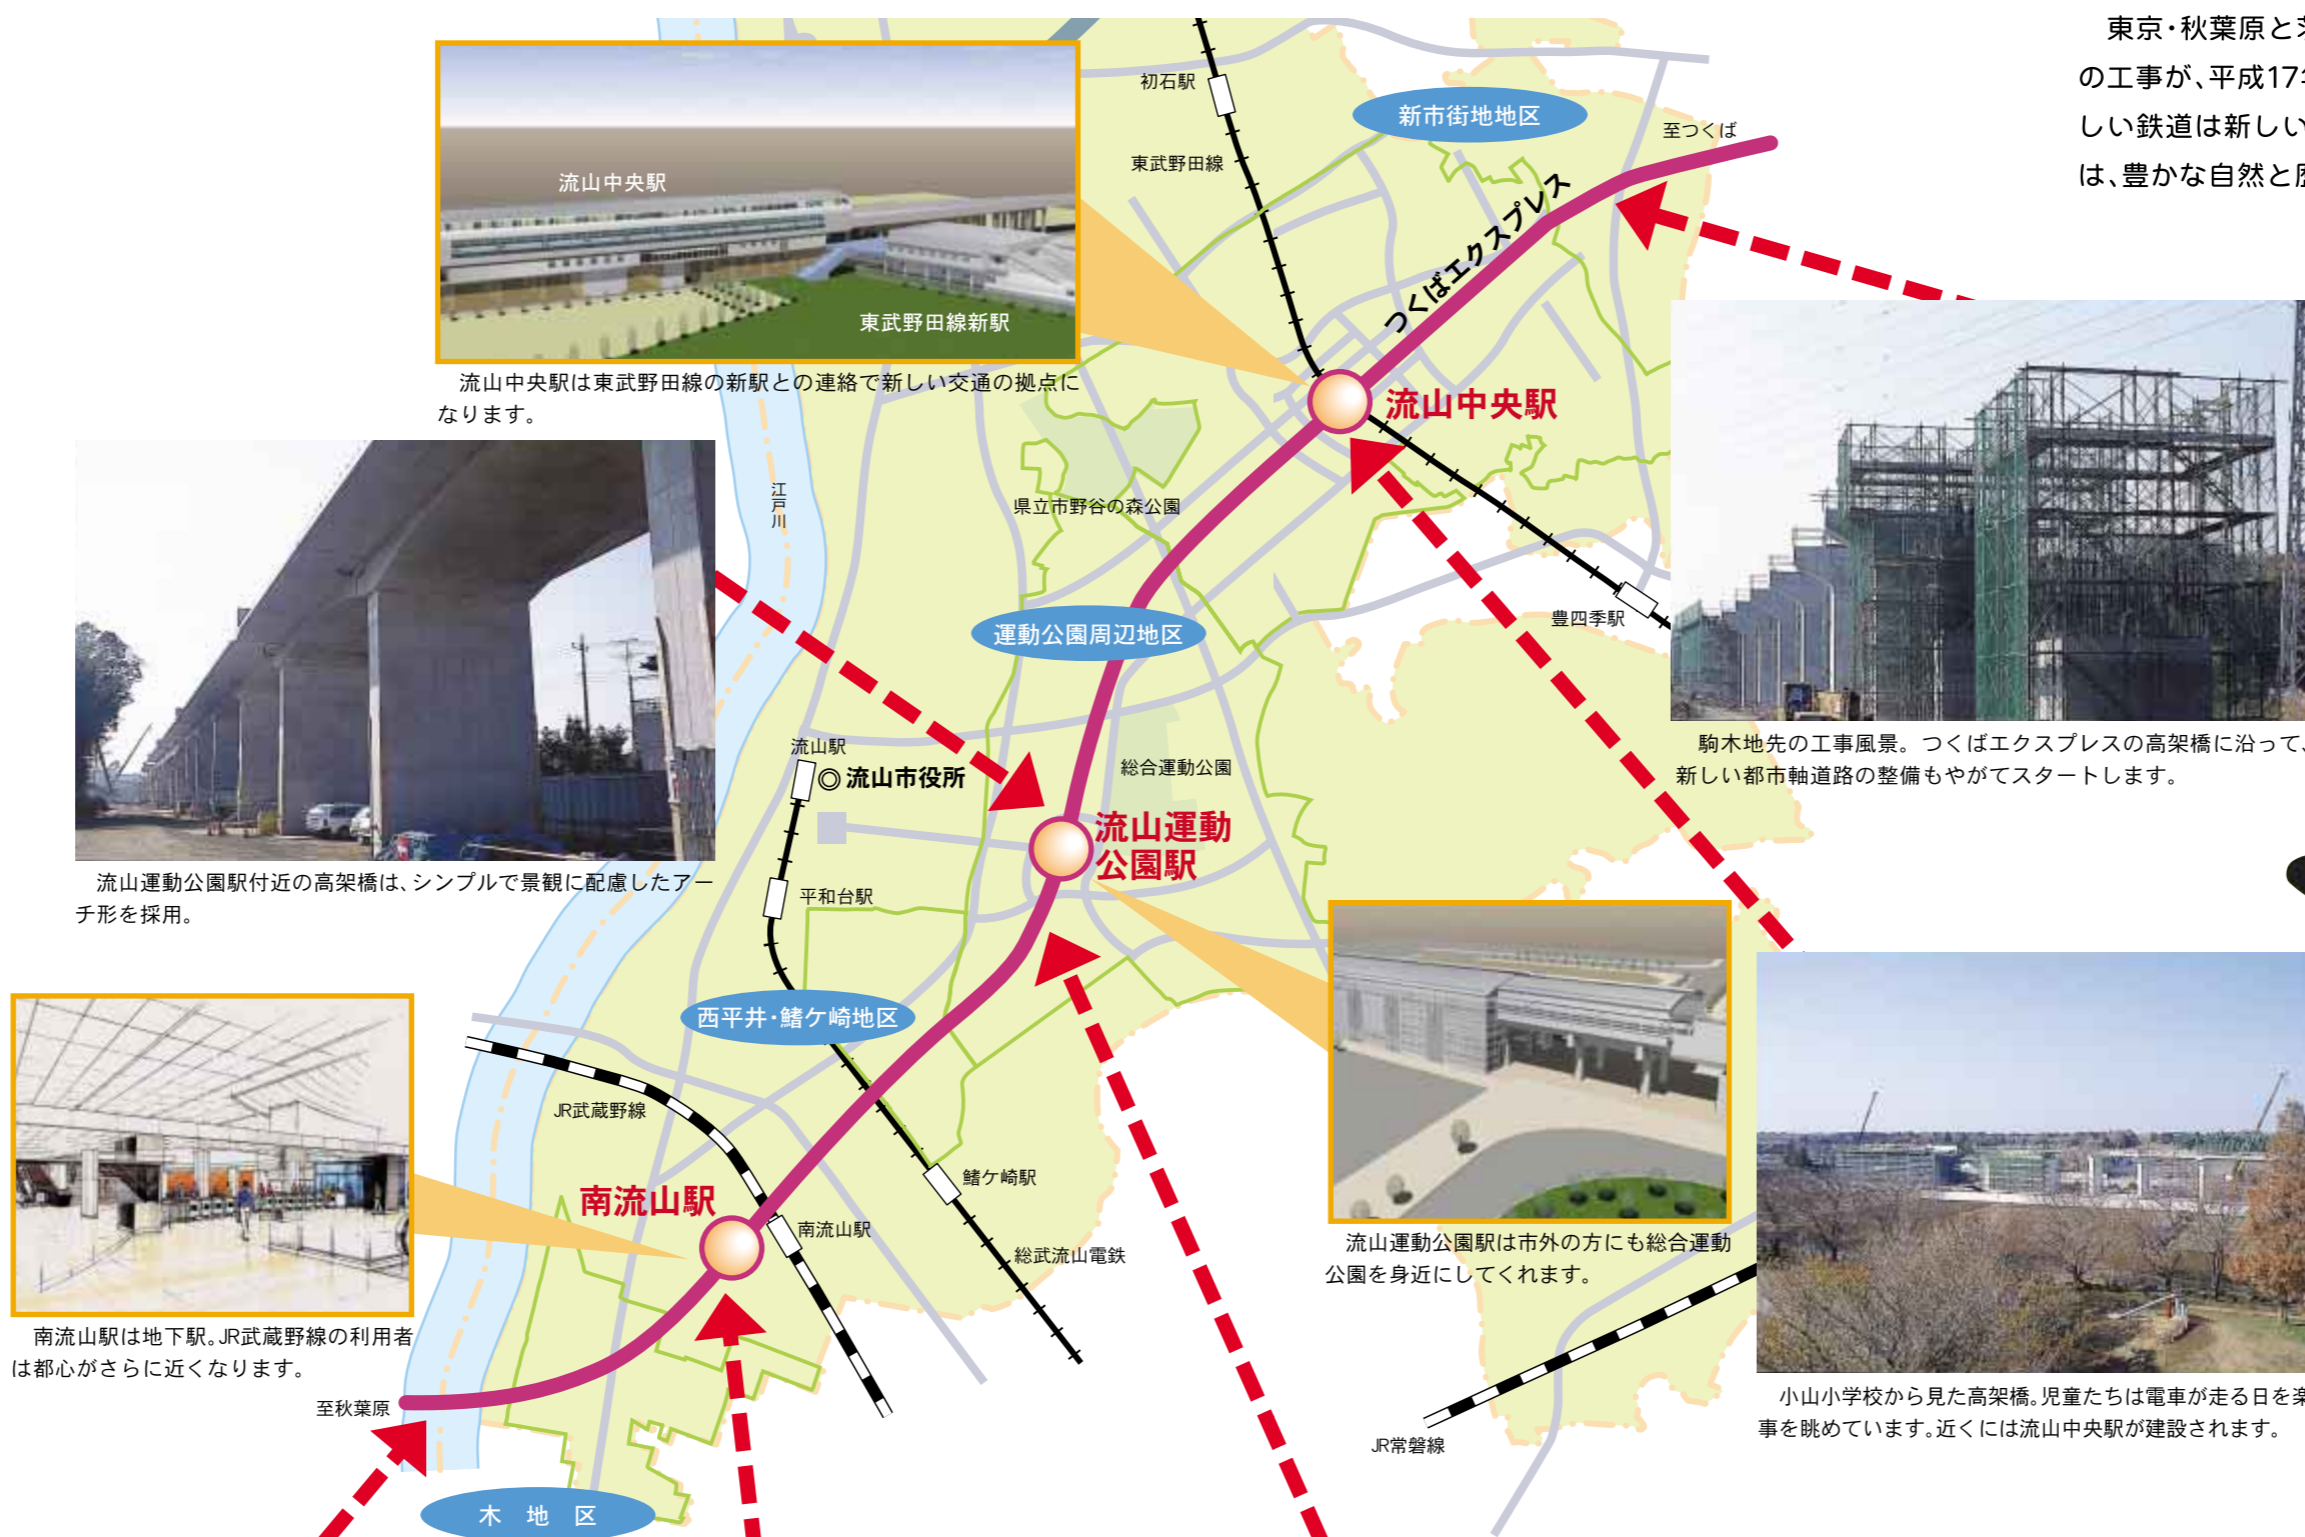 東京・秋葉原と
の工事が、平成17年
しい鉄道は新しい
は、豊かな自然と
初石駅
新市街地地区
至つくば
東武野田線
つくばエクスプレス
流山中央駅
東武野田線新駅
流山中央駅は東武野田線の新駅との連絡で新しい交通の拠点に
なります。
流山中央駅
江戸川
県立市野谷の森公園
豊四季駅
運動公園周辺地区
駒木地先の工事風景。つくばエクスプレスの高架橋に沿って、
新しい都市軸道路の整備もやがてスタートします。
流山駅
◎流山市役所
総合運動公園
流山運動
公園駅
流山運動公園駅付近の高架橋は、シンプルで景観に配慮したアー
チ形を採用。
平和台駅
西平井・鰭ケ崎地区
JR武蔵野線
鰭ケ崎駅
南流山駅
南流山駅
総武流山電鉄
流山運動公園駅は市外の方にも総合運動
公園を身近にしてくれます。
南流山駅は地下駅。JR武蔵野線の利用者
は都心がさらに近くなります。
至秋葉原
JR常磐線
小山小学校から見た高架橋。児童たちは電車が走る日を楽
事を眺めています。近くには流山中央駅が建設されます。
木地区